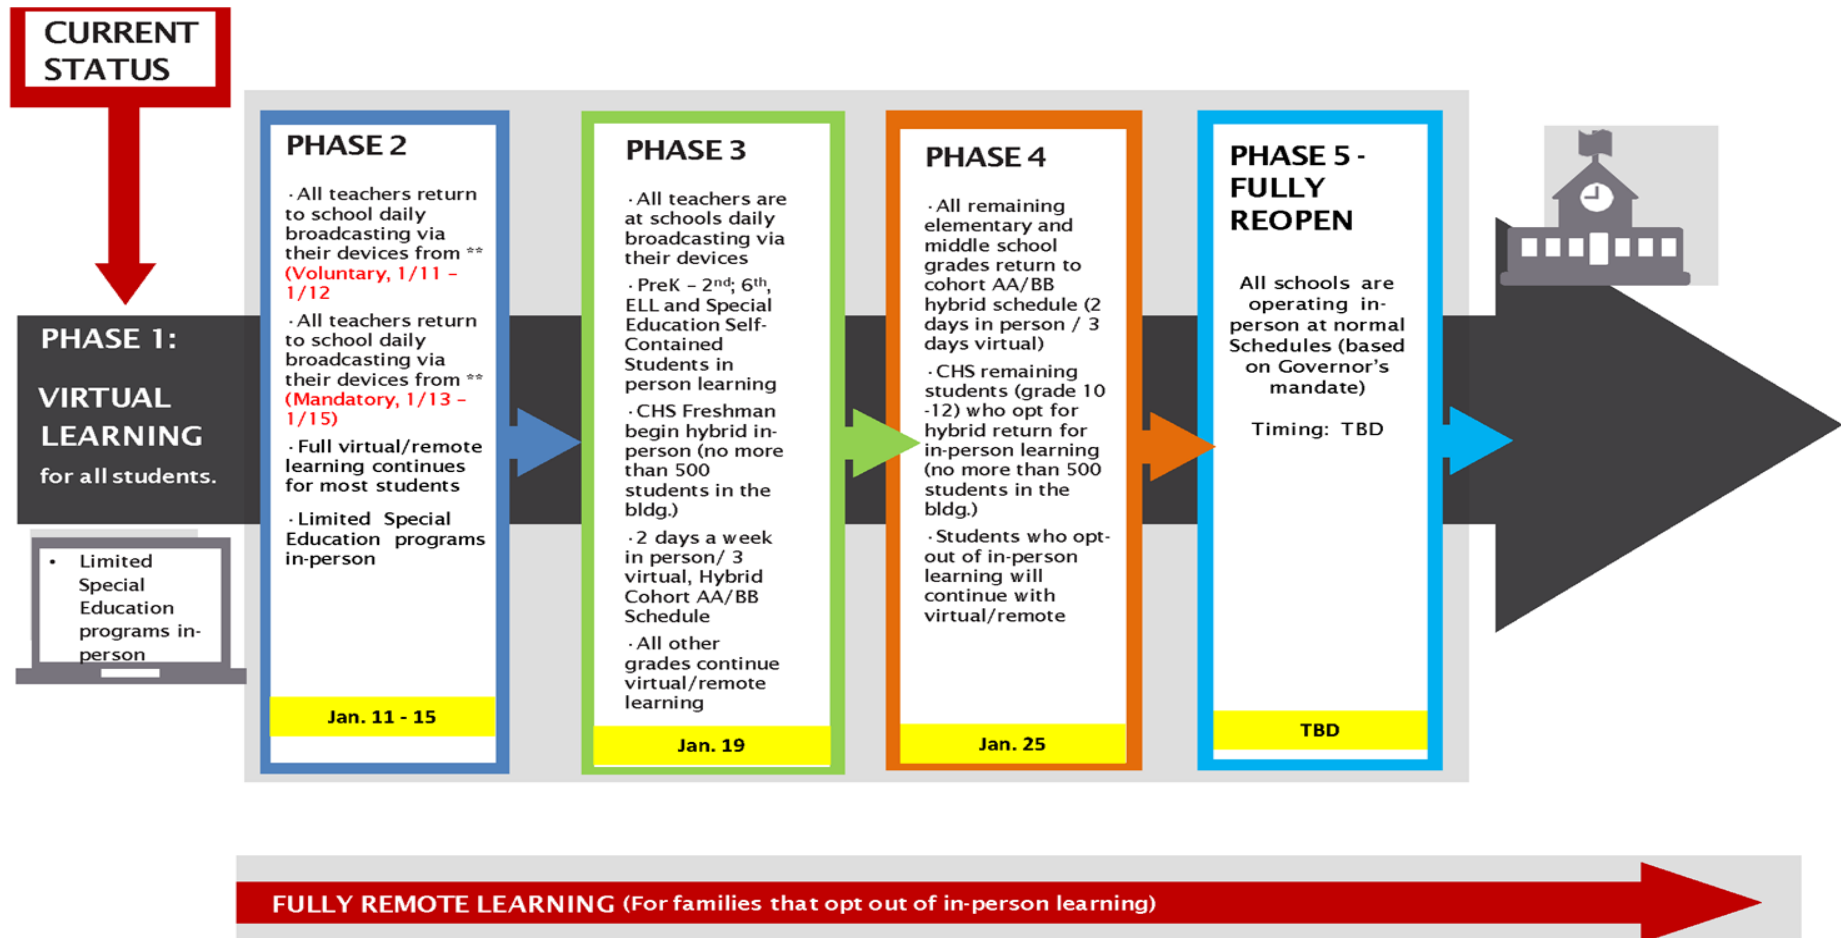 CURRENT
STATUS
PHASE 1:
VIRTUAL
LEARNING
for all students.
• Limited
Special
Education
programs in-
person
PHASE 2
·All teachers return
to school daily
broadcasting via
their devices from **
(Voluntary, 1/11 –
1/12
·All teachers return
to school daily
broadcasting via
their devices from **
(Mandatory, 1/13 –
1/15)
·Full virtual/remote
learning continues
for most students
·Limited Special
Education programs
in-person
Jan. 11 - 15
PHASE 3
·All teachers are
at schools daily
broadcasting via
their devices
·PreK – 2nd; 6th,
ELL and Special
Education Self-
Contained
Students in
person learning
·CHS Freshman
begin hybrid in-
person (no more
than 500
students in the
bldg.)
·2 days a week
in person/ 3
virtual, Hybrid
Cohort AA/BB
Schedule
·All other
grades continue
virtual/remote
learning
Jan. 19
PHASE 4
·All remaining
elementary and
middle school
grades return to
cohort AA/BB
hybrid schedule (2
days in person / 3
days virtual)
·CHS remaining
students (grade 10
-12) who opt for
hybrid return for
in-person learning
(no more than 500
students in the
bldg.)
·Students who opt-
out of in-person
learning will
continue with
virtual/remote
Jan. 25
PHASE 5 -
FULLY
REOPEN
All schools are
operating in-
person at normal
Schedules (based
on Governor's
mandate)
Timing: TBD
TBD
FULLY REMOTE LEARNING (For families that opt out of in-person learning)